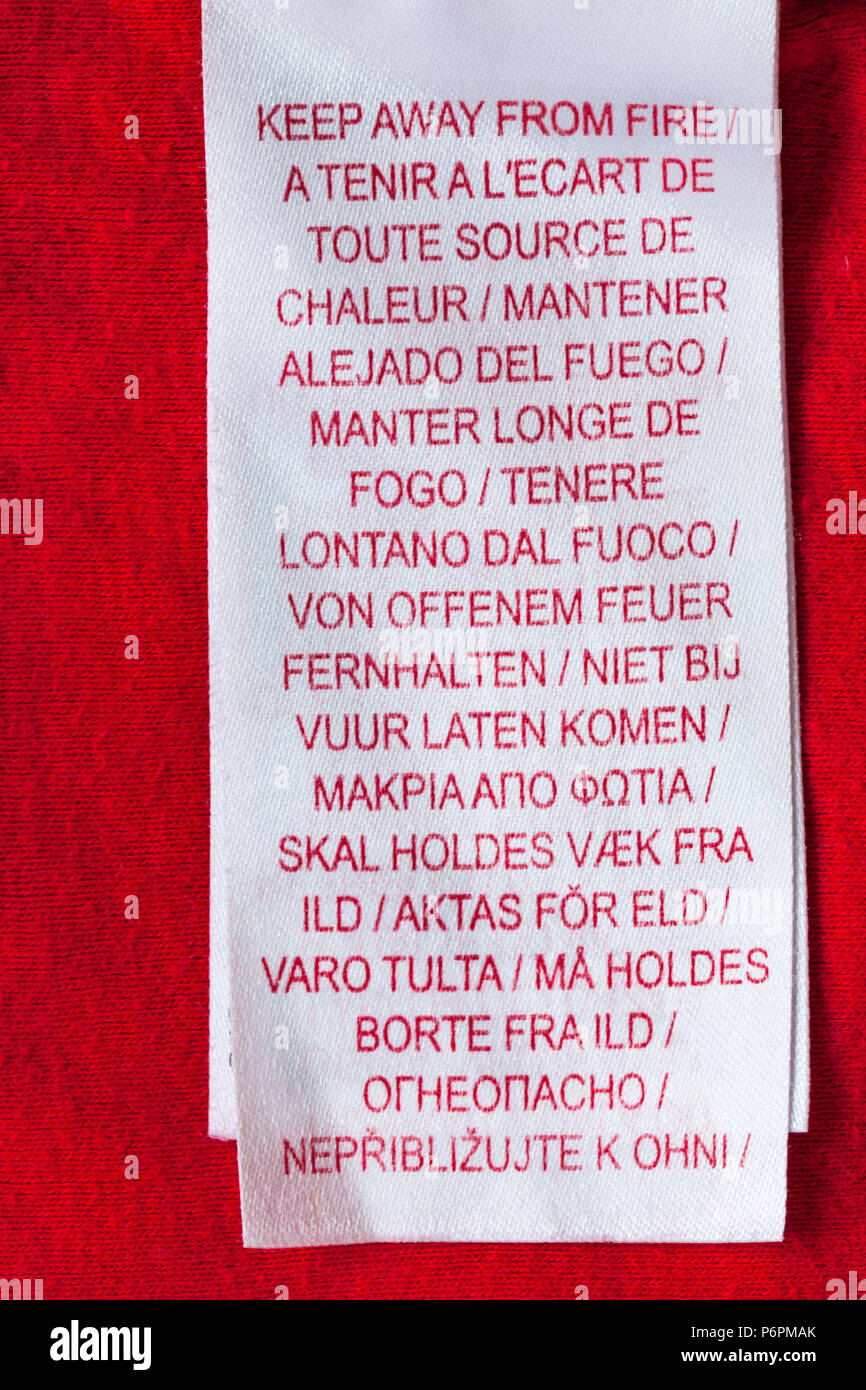 KEEP AWAY FROM FIRE /
A TENIR A L'ECART DE
TOUTE SOURCE DE
CHALEUR / MANTENER
ALEJADO DEL FUEGO /
MANTER LONGE DE
FOGO / TENERE
LONTANO DAL FUOCO /
VON OFFENEM FEUER
FERNHALTEN / NIET BIJ
VUUR LATEN KOMEN /
ΜΑΚΡΙΑ ΑΠΟ ΦΩΤΙΑ /
SKAL HOLDES VÆK FRA
ILD / AKTAS FÖR ELD /
VARO TULTA / MÅ HOLDES
BORTE FRA ILD /
ОГНЕОПАСНО /
NEPŘIBLIŽUJTE K OHNI /
alamy
Image ID: P6PMAK
www.alamy.com